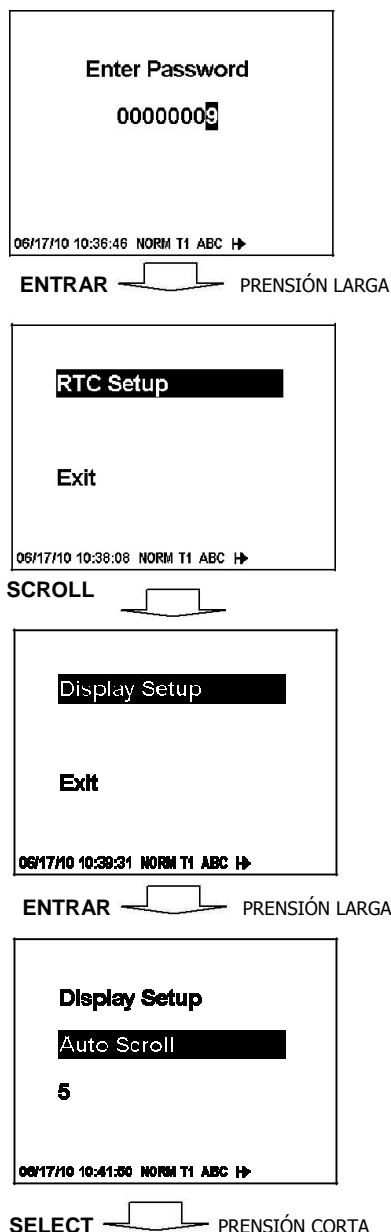 Enter Password
00000009
06/17/10 10:36:46 NORM T1 ABC
ENTRAR PRENSIÓN LARGA
RTC Setup
Exit
06/17/10 10:38:08 NORM T1 ABC
SCROLL
Display Setup
Exit
06/17/10 10:39:31 NORM T1 ABC
ENTRAR PRENSIÓN LARGA
Display Setup
Auto Scroll
5
06/17/10 10:41:50 NORM T1 ABC
SELECT PRENSIÓN CORTA